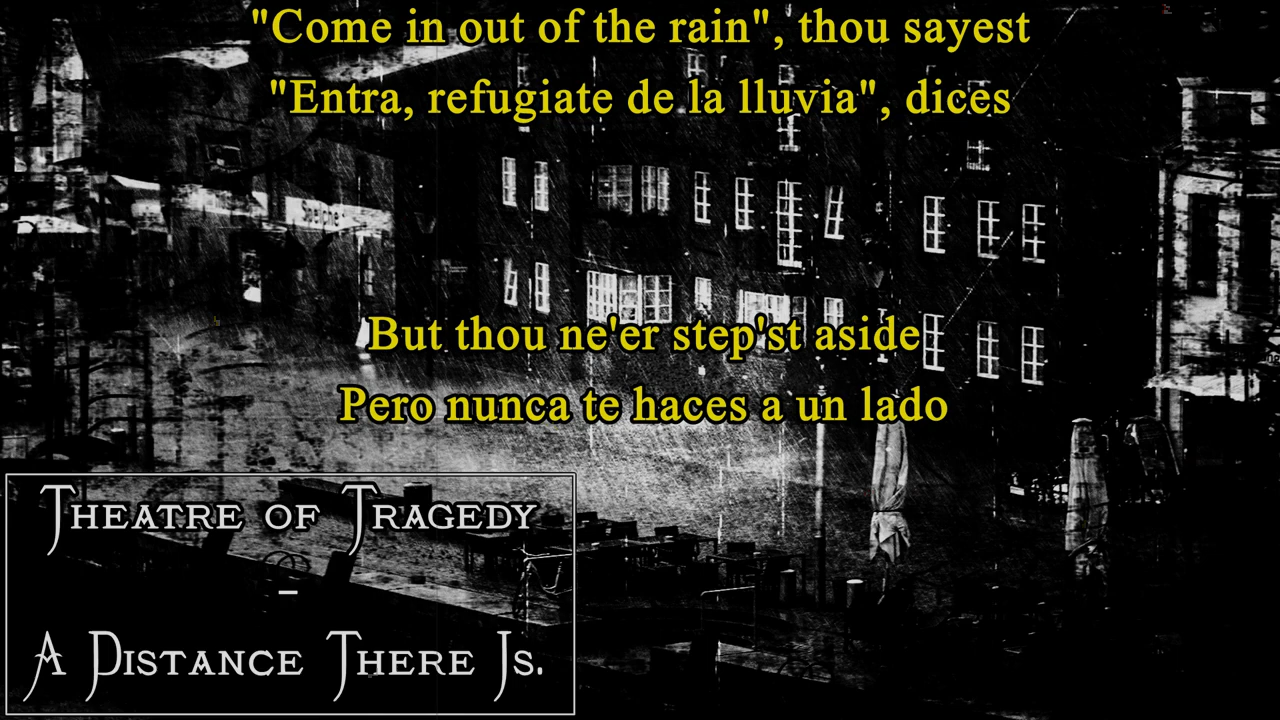 "Come in out of the rain", thou sayest
"Entra, refugiate de la lluvia", dices
But thou ne'er step'st aside
Pero nunca te haces a un lado
Theatre of Tragedy
-
A Distance There Is.